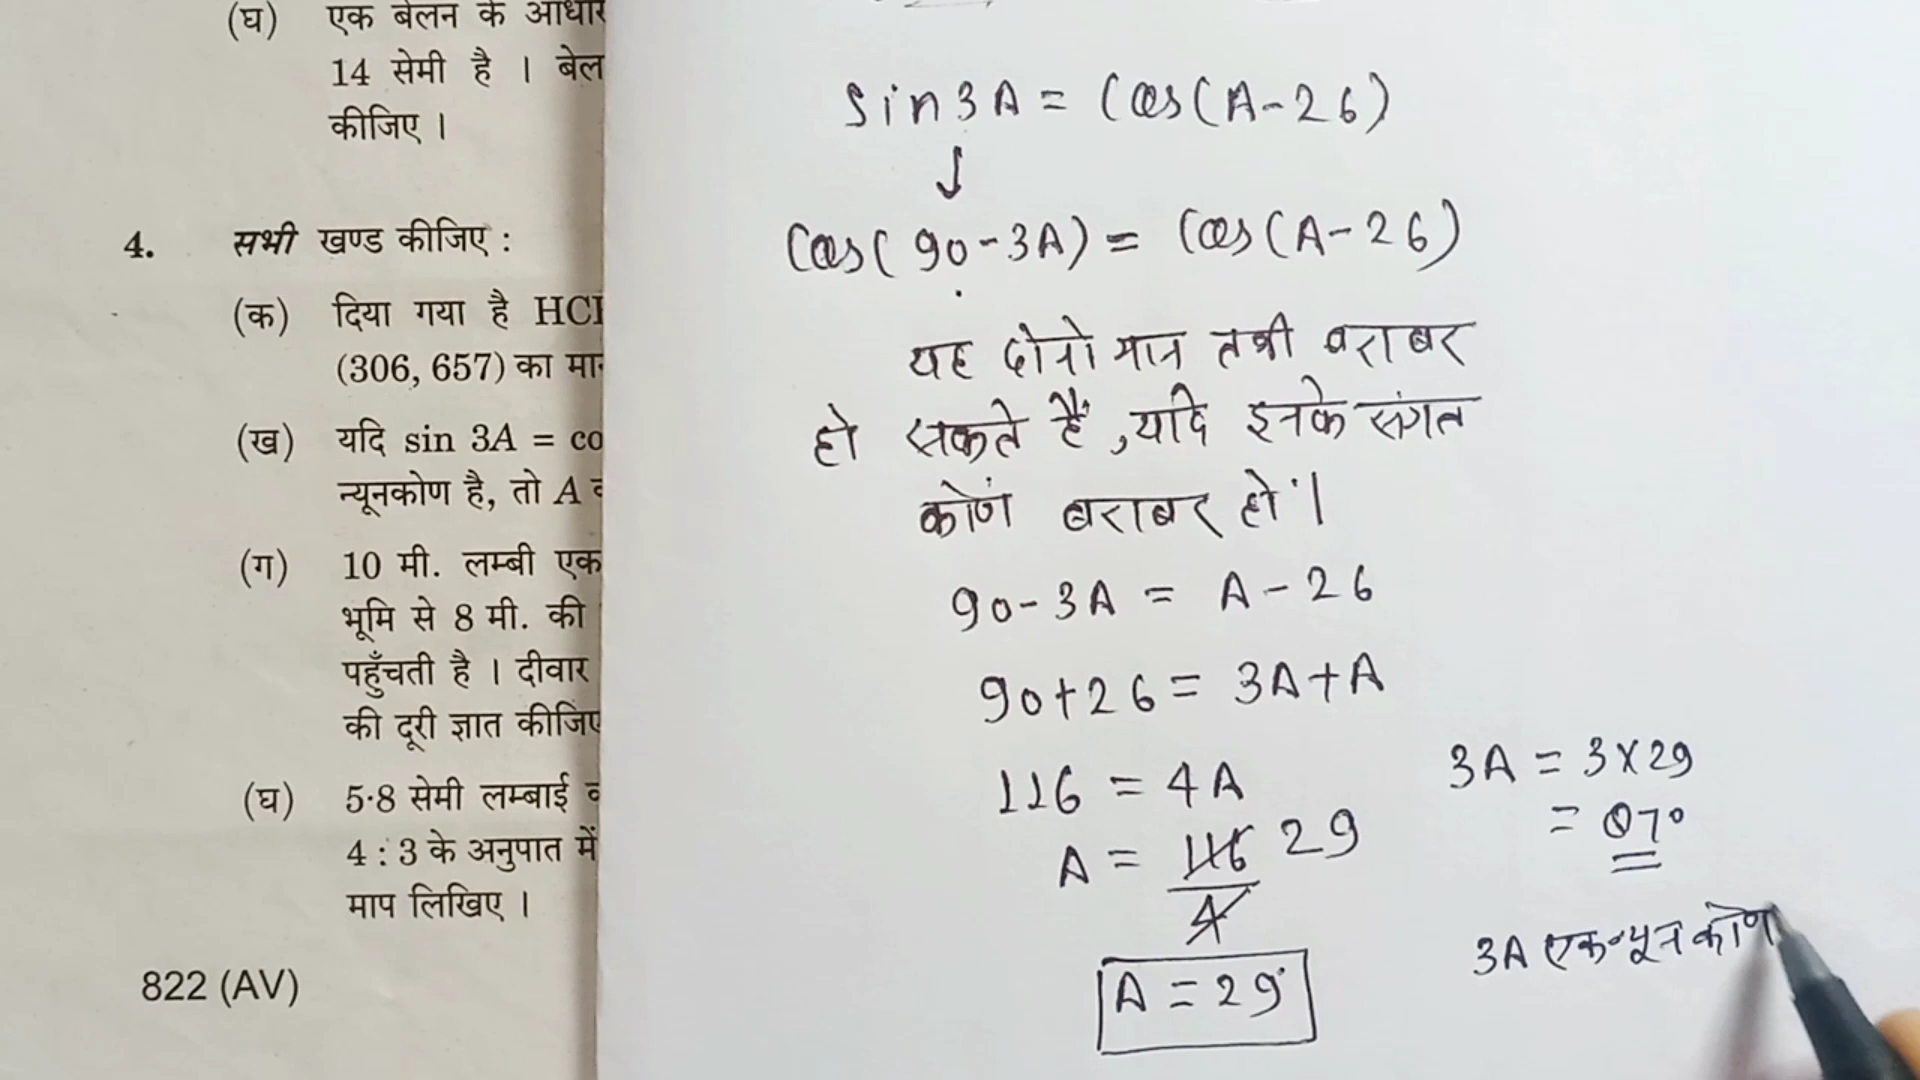 (घ) एक बेलन के आधार
14 सेमी है । बेल
कीजिए ।
4. सभी खण्ड कीजिए :
(क) दिया गया है HCF
(306, 657) का मान
(ख) यदि sin 3A = co
न्यूनकोण है, तो A
(ग) 10 मी. लम्बी एक
भूमि से 8 मी. की
पहुँचती है । दीवार
की दूरी ज्ञात कीजिए
(घ) 5·8 सेमी लम्बाई
4 : 3 के अनुपात में
माप लिखिए ।
822 (AV)
sin3A = Cos(A-26)
↓
Cos(90-3A) = Cos(A-26)
यह दोनो मान तभी बराबर
हो सकते हैं, यदि इनके संगत
कोणं बराबर हों ।
90-3A = A-26
90+26 = 3A+A
116 = 4A
A = 116/4 29
A = 29°
3A = 3×29
= 87°
3A एक न्यून कोण